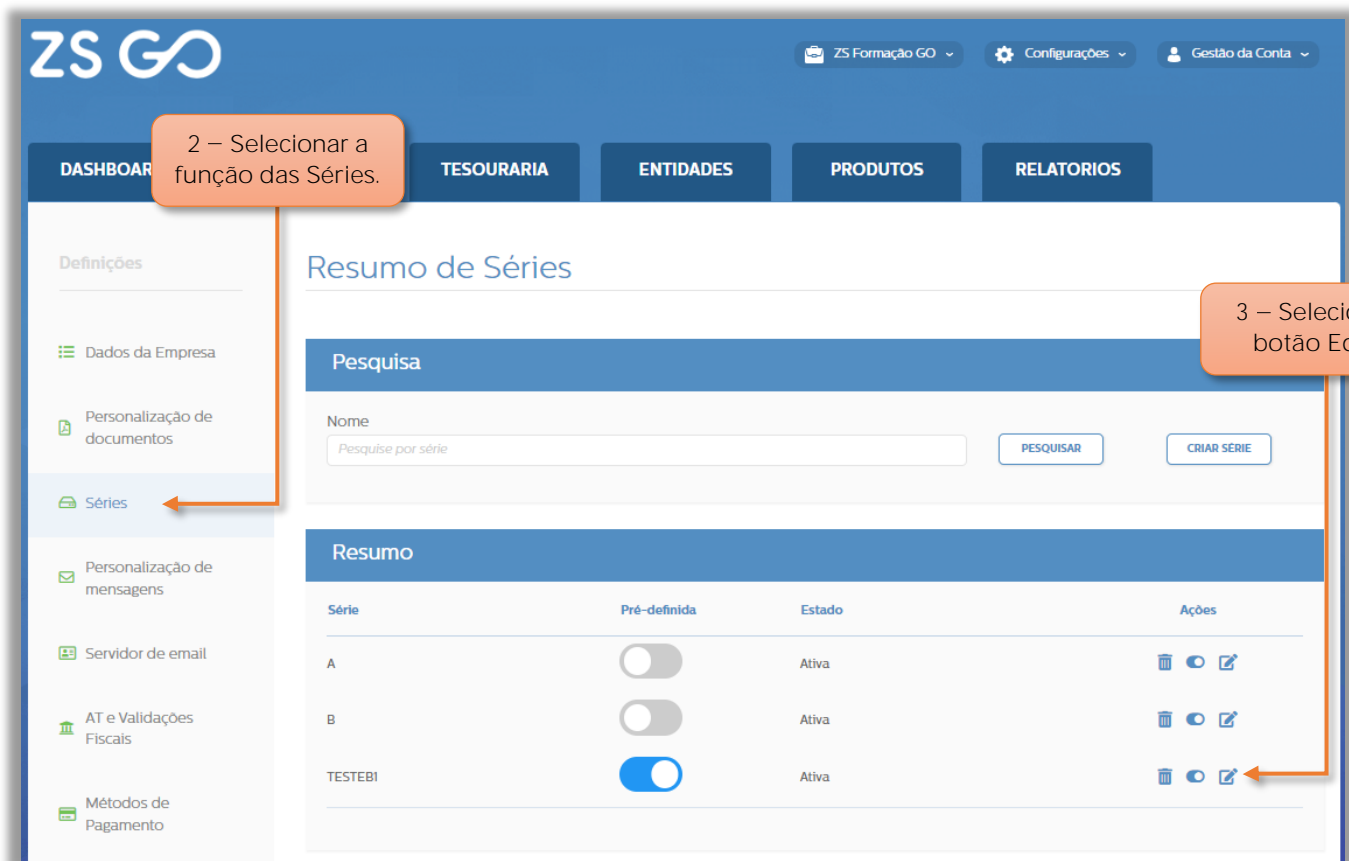 ZS GO
ZS Formação GO
Configurações
Gestão da Conta
2 – Selecionar a
função das Séries.
TESOURARIA
ENTIDADES
PRODUTOS
RELATORIOS
Definições
Resumo de Séries
3 –
botão
Dados da Empresa
Pesquisa
Personalização de
documentos
Nome
Pesquise por série
PESQUISAR
CRIAR SÉRIE
Séries
Resumo
Personalização de
mensagens
Série
Pré-definida
Estado
Ações
Servidor de email
A
Ativa
AT e Validações
Fiscais
B
Ativa
TESTEB1
Ativa
Métodos de
Pagamento